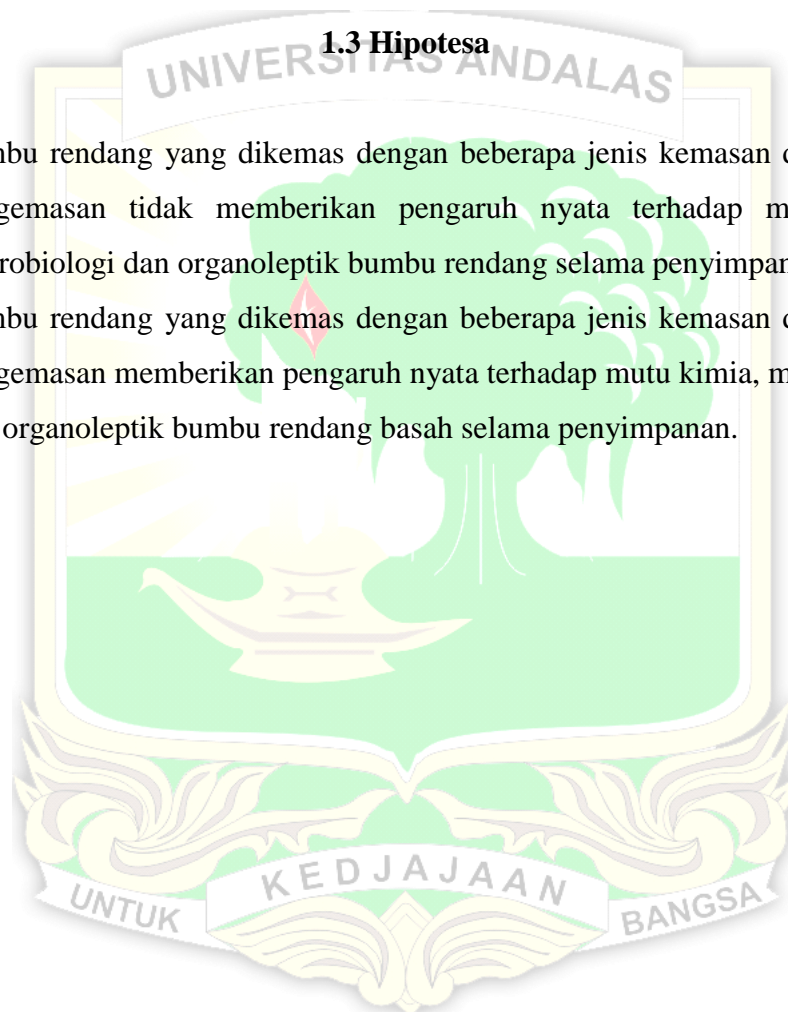 1.3 Hipotesa
UNIVERSITAS ANDALAS
mbu rendang yang dikemas dengan beberapa jenis kemasan d
gemasan tidak memberikan pengaruh nyata terhadap m
robiologi dan organoleptik bumbu rendang selama penyimpan
mbu rendang yang dikemas dengan beberapa jenis kemasan d
gemasan memberikan pengaruh nyata terhadap mutu kimia, m
organoleptik bumbu rendang basah selama penyimpanan.
UNTUK KEDJAJAAN BANGSA